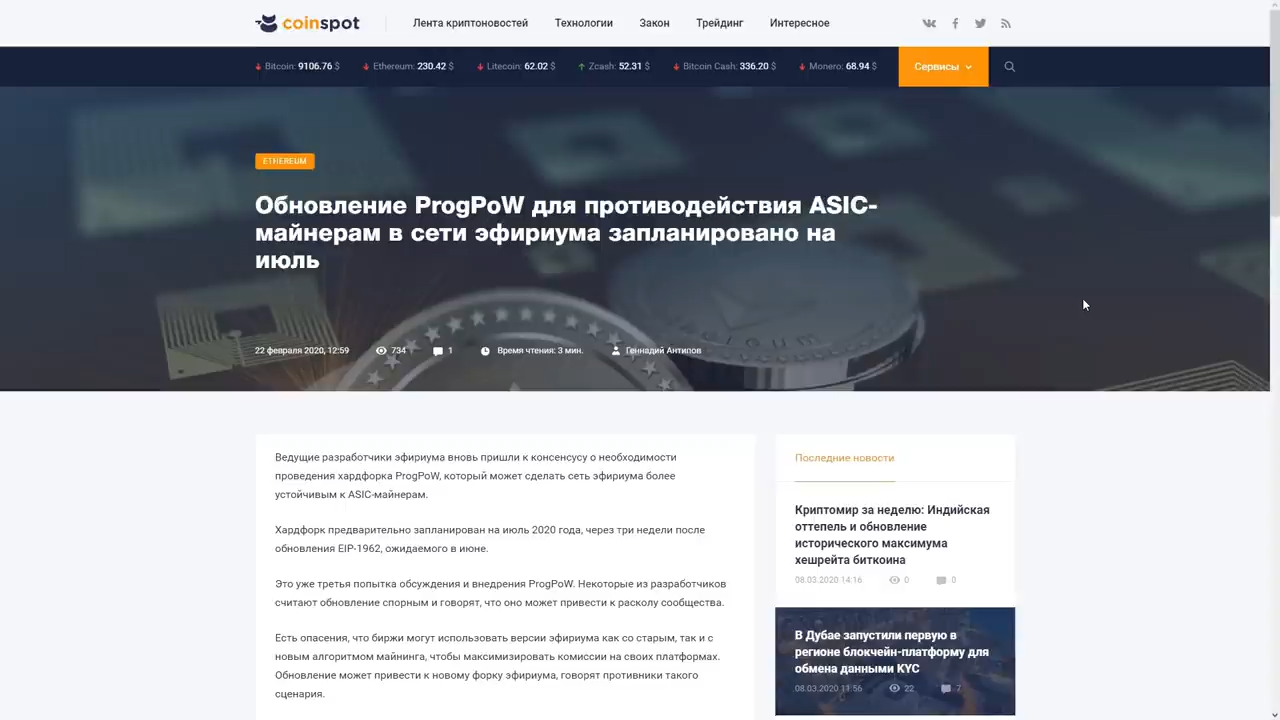 coinspot
Лента криптоновостей Технологии Закон Трейдинг Интересное
Bitcoin: 9106.76 $ Ethereum: 230.42 $ Litecoin: 62.02 $ Zcash: 52.31 $ Bitcoin Cash: 336.20 $ Monero: 68.94 $ Сервисы
ETHEREUM
Обновление ProgPoW для противодействия ASIC-
майнерам в сети эфириума запланировано на
июль
22 февраля 2020, 12:59 734 1 Время чтения: 3 мин. Геннадий Антипов
Ведущие разработчики эфириума вновь пришли к консенсусу о необходимости
проведения хардфорка ProgPoW, который может сделать сеть эфириума более
устойчивым к ASIC-майнерам.
Хардфорк предварительно запланирован на июль 2020 года, через три недели после
обновления EIP-1962, ожидаемого в июне.
Это уже третья попытка обсуждения и внедрения ProgPoW. Некоторые из разработчиков
считают обновление спорным и говорят, что оно может привести к расколу сообщества.
Есть опасения, что биржи могут использовать версии эфириума как со старым, так и с
новым алгоритмом майнинга, чтобы максимизировать комиссии на своих платформах.
Обновление может привести к новому форку эфириума, говорят противники такого
сценария.
Последние новости
Криптомир за неделю: Индийская
оттепель и обновление
исторического максимума
хешрейта биткоина
08.03.2020 14:16 0 0
В Дубае запустили первую в
регионе блокчейн-платформу для
обмена данными KYC
08.03.2020 11:56 22 7